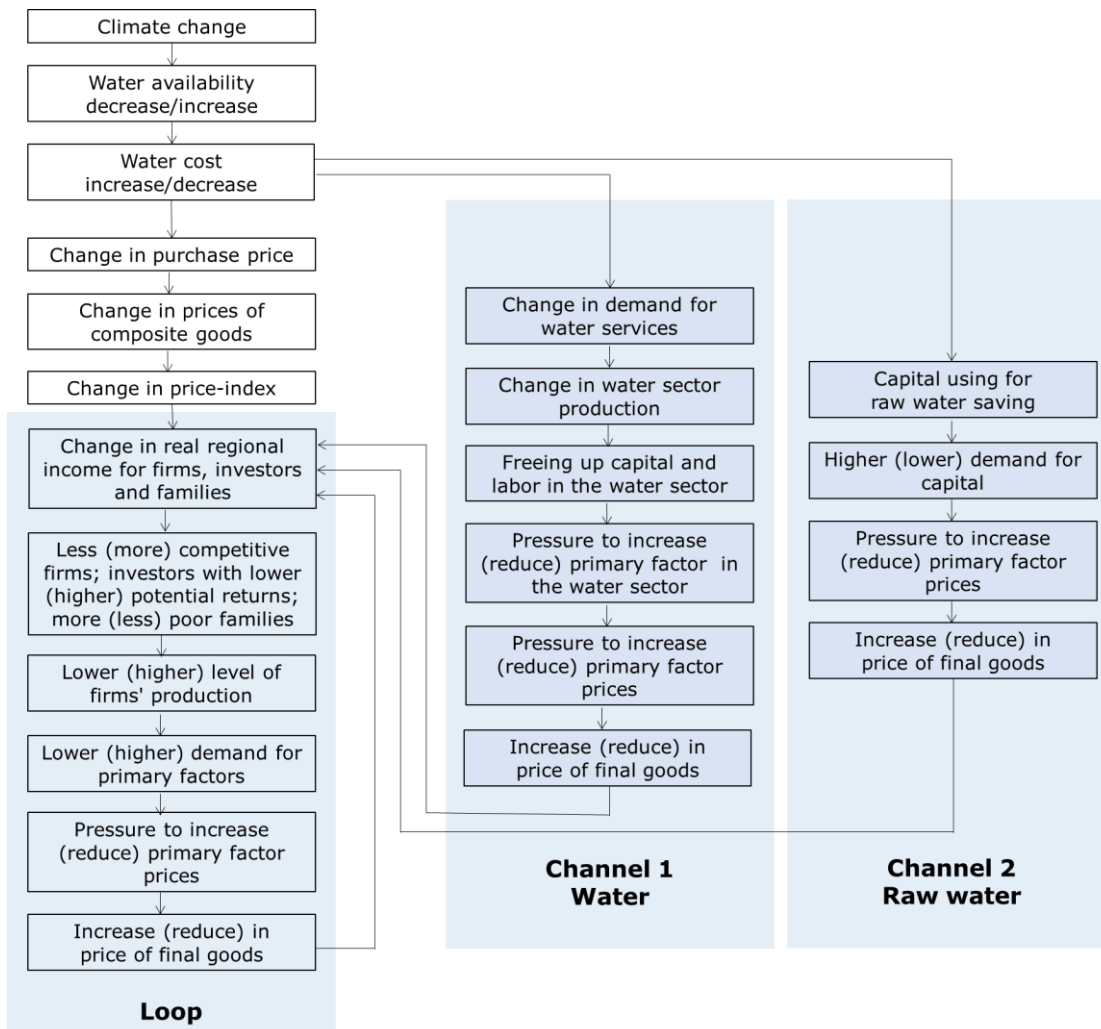 Climate change
Water availability
decrease/increase
Water cost
increase/decrease
Change in purchase price
Change in prices of
composite goods
Change in price-index
Change in real regional
income for firms, investors
and families
Less (more) competitive
firms; investors with lower
(higher) potential returns;
more (less) poor families
Lower (higher) level of
firms' production
Lower (higher) demand for
primary factors
Pressure to increase
(reduce) primary factor
prices
Increase (reduce) in
price of final goods
Loop
Change in demand for
water services
Change in water sector
production
Freeing up capital and
labor in the water sector
Pressure to increase
(reduce) primary factor in
the water sector
Pressure to increase
(reduce) primary factor
prices
Increase (reduce) in
price of final goods
Channel 1
Water
Capital using for
raw water saving
Higher (lower) demand for
capital
Pressure to increase
(reduce) primary factor
prices
Increase (reduce) in
price of final goods
Channel 2
Raw water